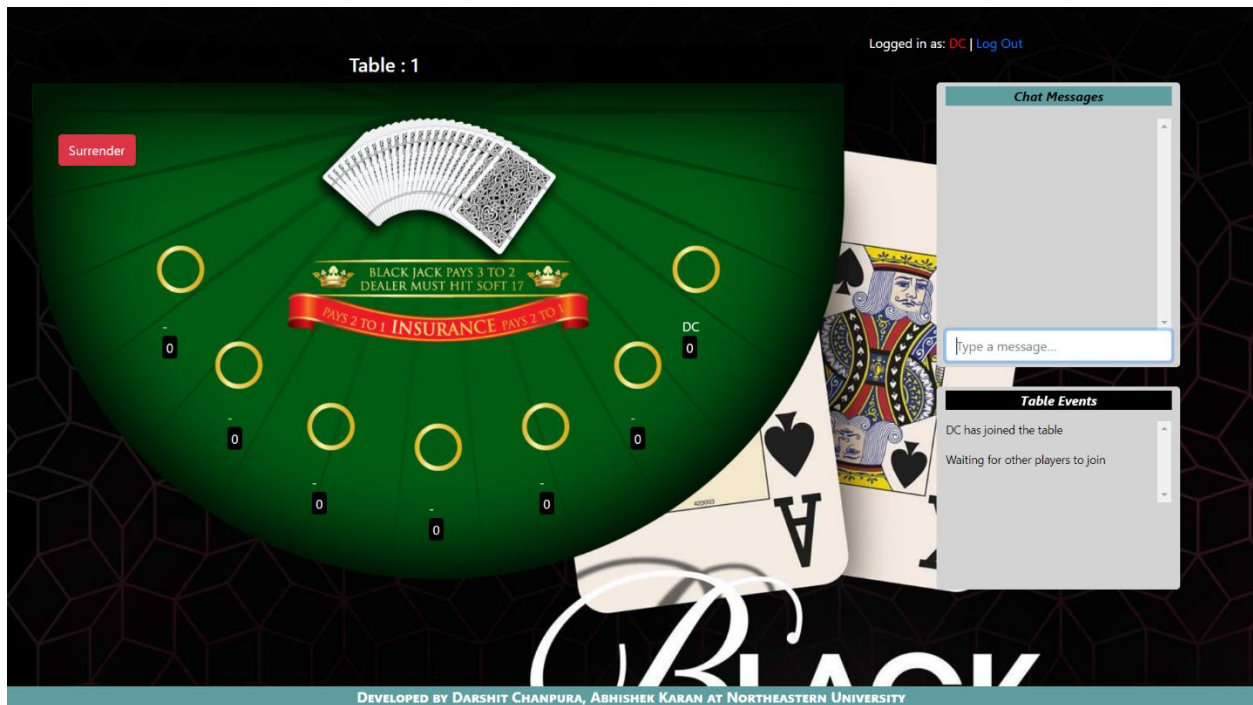 Logged in as: DC | Log Out
Table : 1
Chat Messages
Surrender
BLACK JACK PAYS 3 TO 2
DEALER MUST HIT SOFT 17
PAYS 2 TO 1 INSURANCE PAYS 2 TO 1
-
0
DC
0
Type a message...
-
0
-
0
-
0
-
0
-
0
Table Events
DC has joined the table
Waiting for other players to join
423003
A
K
BLACK
DEVELOPED BY DARSHIT CHANPURA, ABHISHEK KARAN AT NORTHEASTERN UNIVERSITY